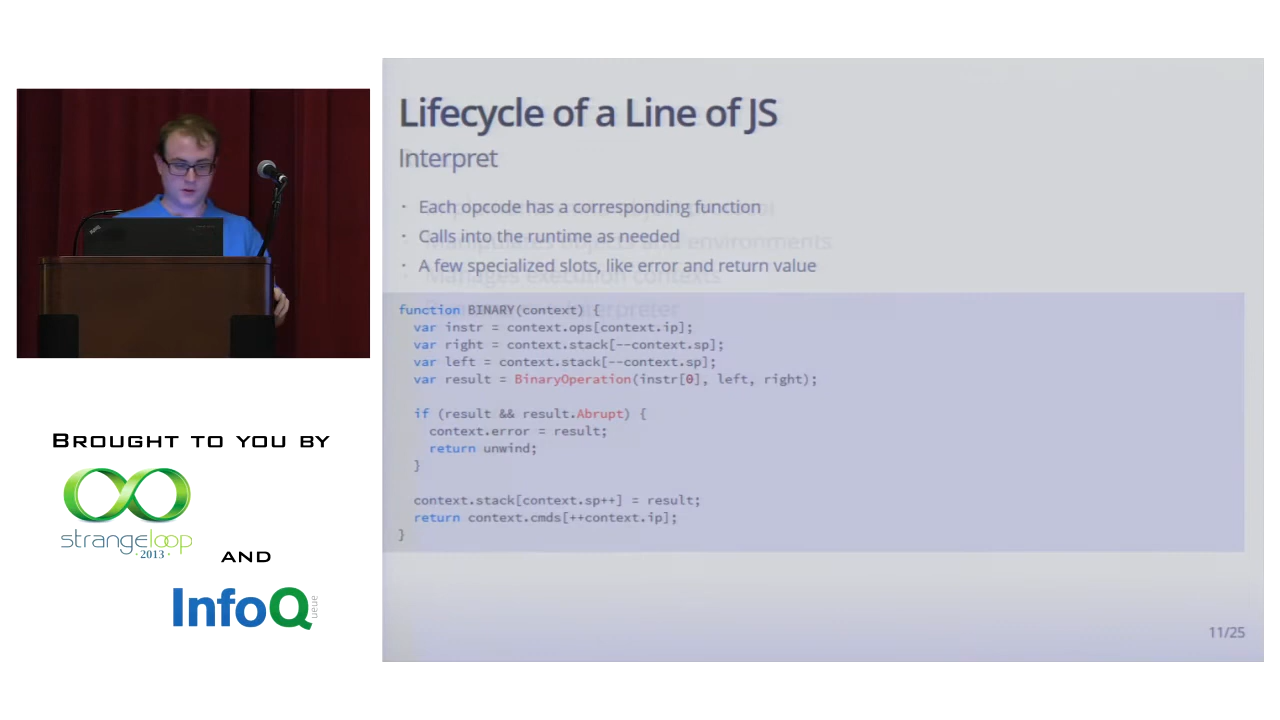 Lifecycle of a Line of JS
Interpret
· Each opcode has a corresponding function
· Calls into the runtime as needed
· A few specialized slots, like error and return value
Manages execution contexts
function BINARY(context) {
var instr = context.ops[context.ip];
var right = context.stack[--context.sp];
var left = context.stack[--context.sp];
var result = BinaryOperation(instr[0], left, right);
if (result && result.Abrupt) {
context.error = result;
return unwind;
}
context.stack[context.sp++] = result;
return context.cmds[++context.ip];
}
11/25
BROUGHT TO YOU BY
strangeloop
· 2013 ·
AND
InfoQ